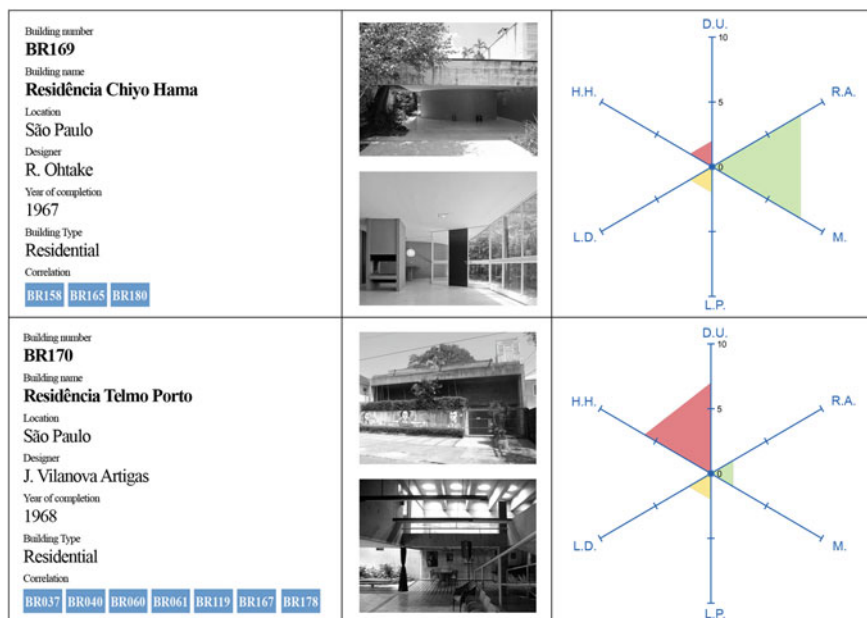 Building number
BR169
Building name
Residência Chiyo Hama
Location
São Paulo
Designer
R. Ohtake
Year of completion
1967
Building Type
Residential
Correlation
BR158 BR165 BR180
D.U.
10
H.H.
R.A.
5
0
L.D.
M.
L.P.
Building number
BR170
Building name
Residência Telmo Porto
Location
São Paulo
Designer
J. Vilanova Artigas
Year of completion
1968
Building Type
Residential
Correlation
BR037 BR040 BR060 BR061 BR119 BR167 BR178
D.U.
10
H.H.
R.A.
5
0
L.D.
M.
L.P.